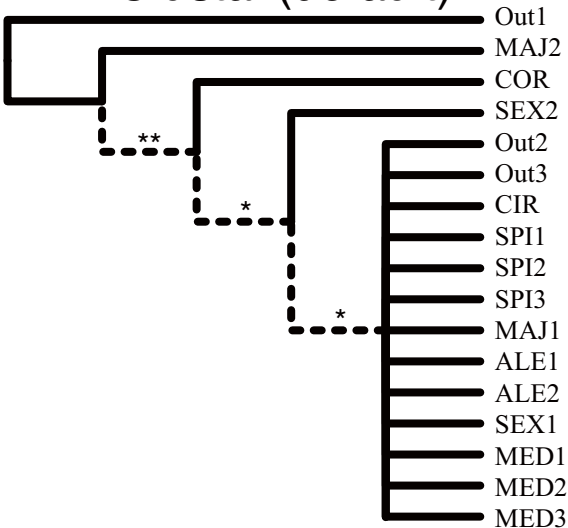 Out1
MAJ2
COR
SEX2
**
Out2
Out3
*
CIR
SPI1
SPI2
SPI3
*
MAJ1
ALE1
ALE2
SEX1
MED1
MED2
MED3